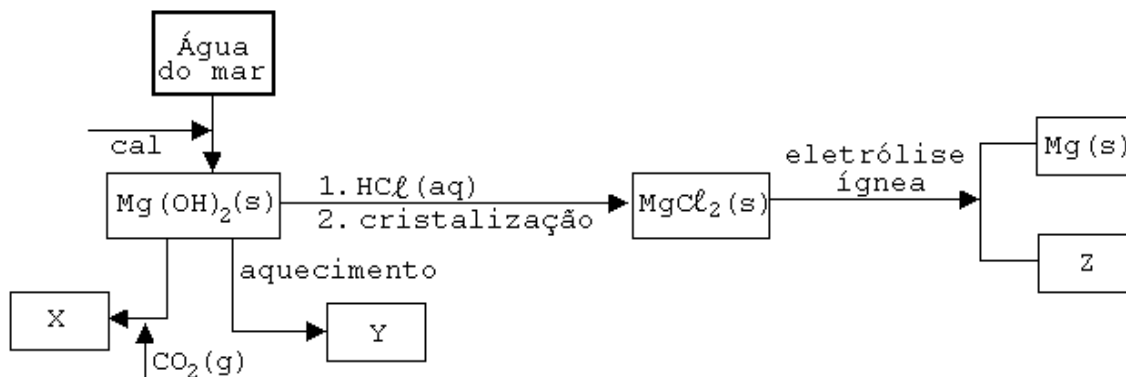 Água
do mar
cal
Mg(OH)₂(s)
1. HCℓ(aq)
2. cristalização
MgCℓ₂(s)
eletrólise
ígnea
Mg(s)
Z
aquecimento
X
Y
CO₂(g)